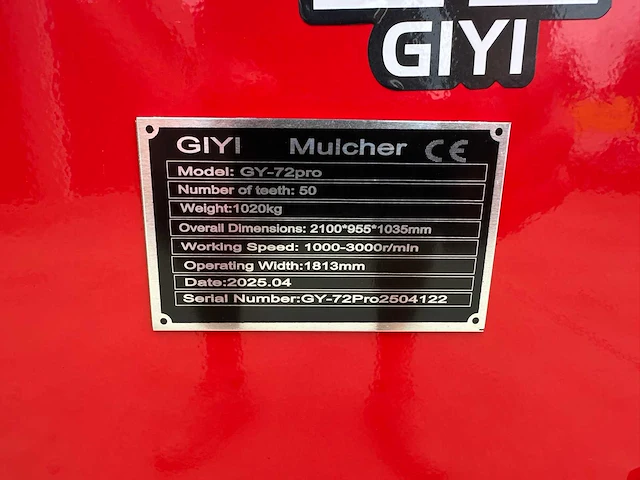 GIYI
GIYI Mulcher CE
Model: GY-72pro
Number of teeth: 50
Weight:1020kg
Overall Dimensions: 2100*955*1035mm
Working Speed: 1000-3000r/min
Operating Width:1813mm
Date:2025.04
Serial Number:GY-72Pro2504122